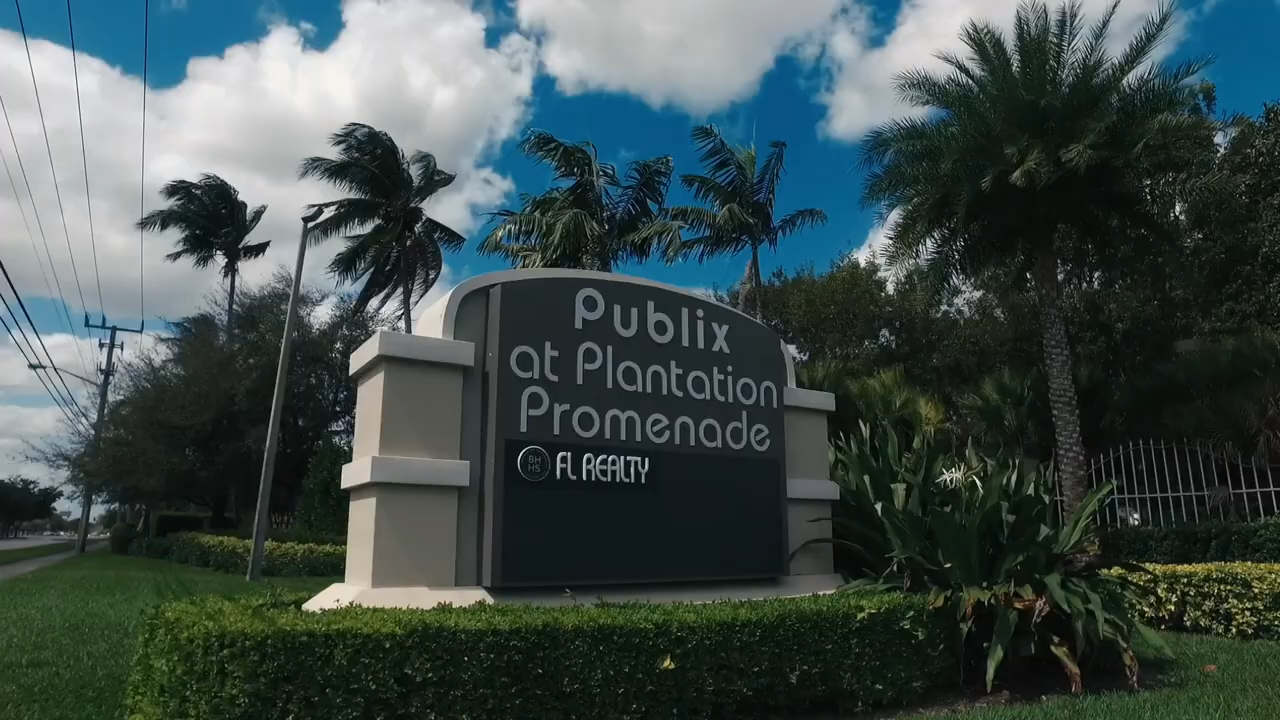 Publix
at Plantation
Promenade
BH
HS
FL REALTY